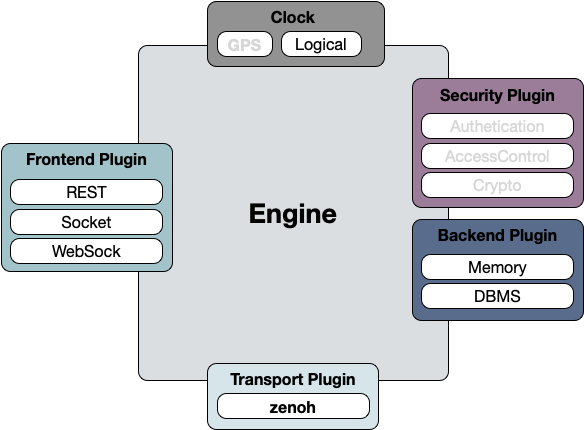 Clock
GPS
Logical
Security Plugin
Authetication
AccessControl
Crypto
Frontend Plugin
REST
Socket
WebSock
Engine
Backend Plugin
Memory
DBMS
Transport Plugin
zenoh